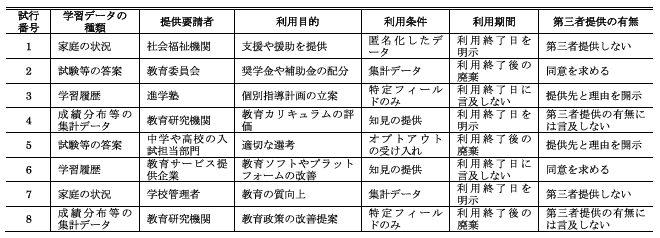 試行番号 学習データの種類 提供要請者 利用目的 利用条件 利用期間 第三者提供の有無
1 家庭の状況 社会福祉機関 支援や援助を提供 匿名化したデータ 利用終了日を明示 第三者提供しない
2 試験等の答案 教育委員会 奨学金や補助金の配分 集計データ 利用終了後の廃棄 同意を求める
3 学習履歴 進学塾 個別指導計画の立案 特定フィールドのみ 利用終了日に言及しない 提供先と理由を開示
4 成績分布等の集計データ 教育研究機関 教育カリキュラムの評価 知見の提供 利用終了日を明示 第三者提供の有無には言及しない
5 試験等の答案 中学や高校の入試担当部門 適切な選考 オプトアウトの受け入れ 利用終了後の廃棄 提供先と理由を開示
6 学習履歴 教育サービス提供企業 教育ソフトやプラットフォームの改善 知見の提供 利用終了日に言及しない 同意を求める
7 家庭の状況 学校管理者 教育の質向上 集計データ 利用終了日を明示 第三者提供しない
8 成績分布等の集計データ 教育研究機関 教育政策の改善提案 特定フィールドのみ 利用終了後の廃棄 第三者提供の有無には言及しない